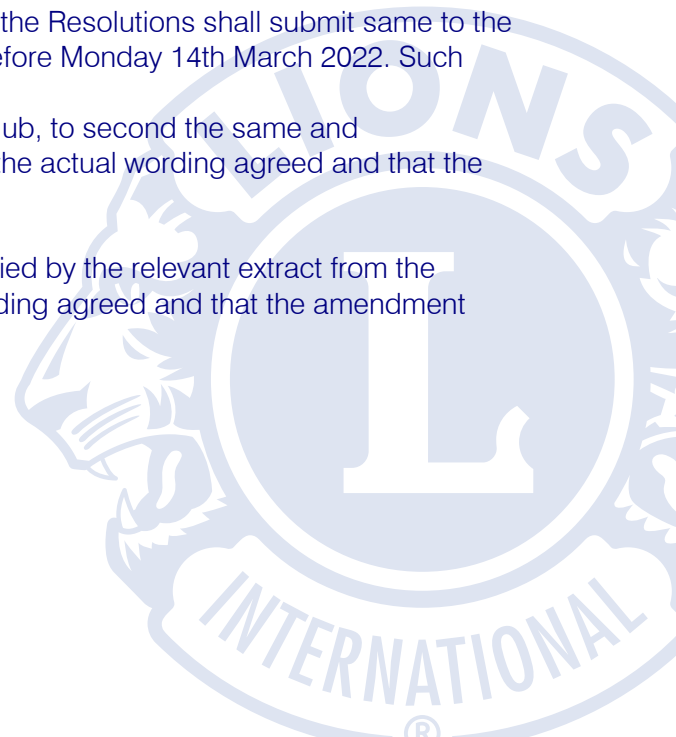 the Resolutions shall submit same to the
efore Monday 14th March 2022. Such
ub, to second the same and
the actual wording agreed and that the
ied by the relevant extract from the
ding agreed and that the amendment
LIONS
L
INTERNATIONAL
®